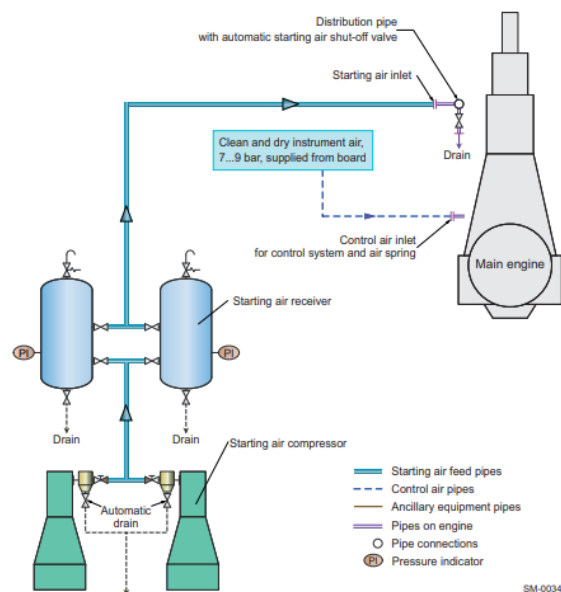 Distribution pipe
with automatic starting air shut-off valve
Starting air inlet
Clean and dry instrument air,
7...9 bar, supplied from board
Drain
Control air inlet
for control system and air spring
Main engine
Starting air receiver
PI
PI
Drain
Drain
Starting air compressor
Automatic
drain
Starting air feed pipes
Control air pipes
Ancillary equipment pipes
Pipes on engine
Pipe connections
PI Pressure indicator
SM-0034